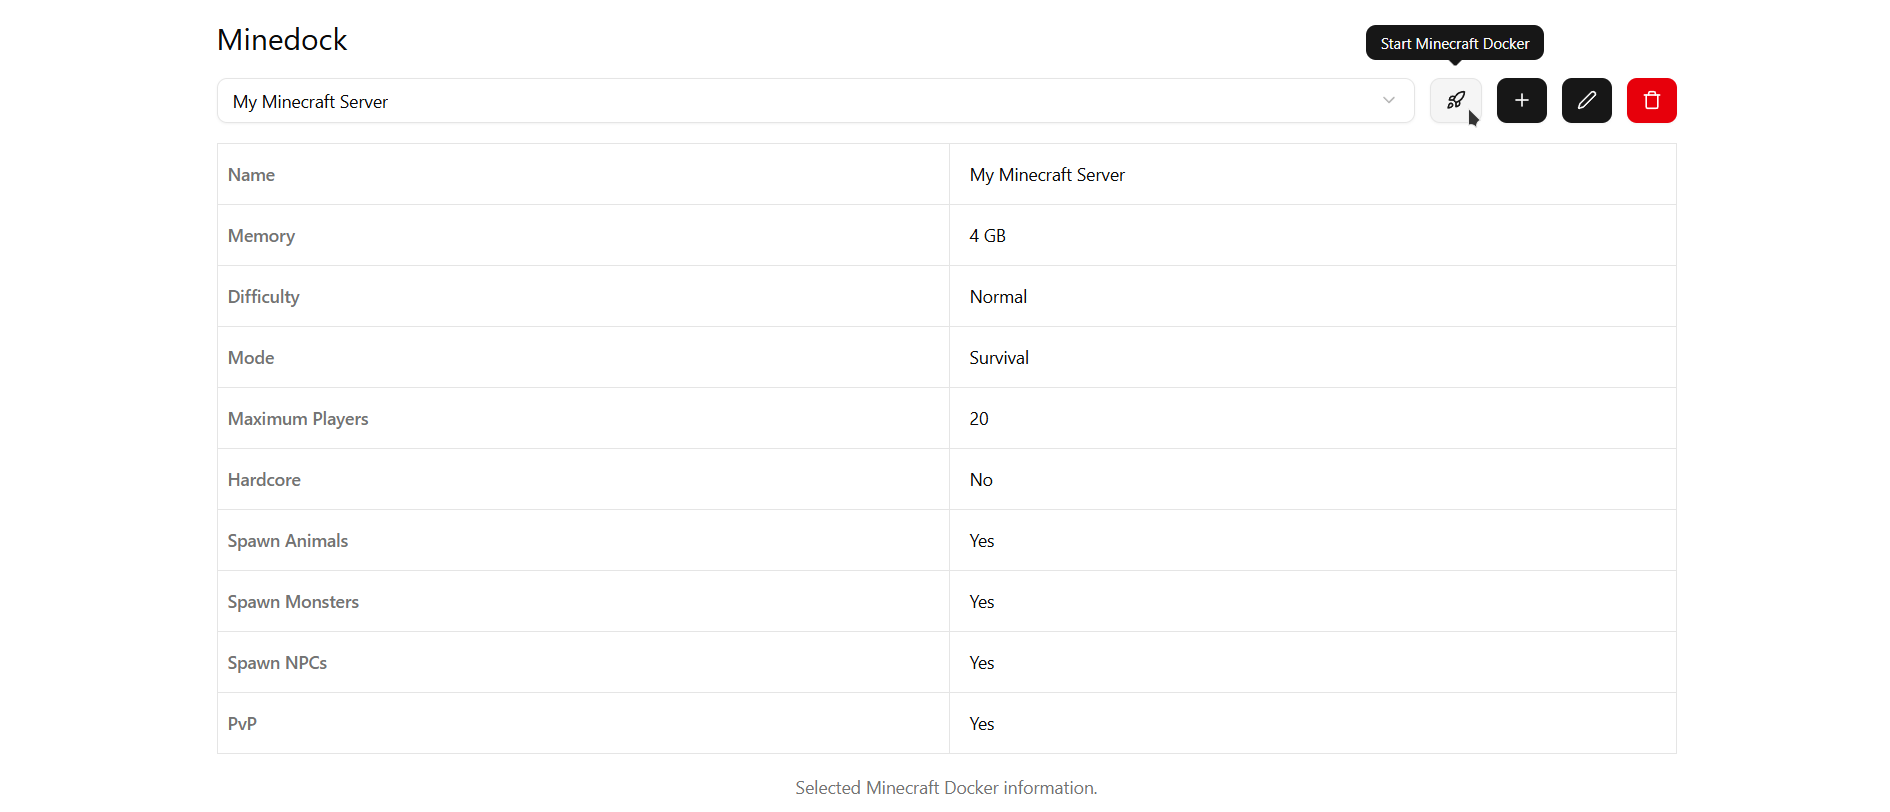 Minedock
Start Minecraft Docker
My Minecraft Server
Name My Minecraft Server
Memory 4 GB
Difficulty Normal
Mode Survival
Maximum Players 20
Hardcore No
Spawn Animals Yes
Spawn Monsters Yes
Spawn NPCs Yes
PvP Yes
Selected Minecraft Docker information.